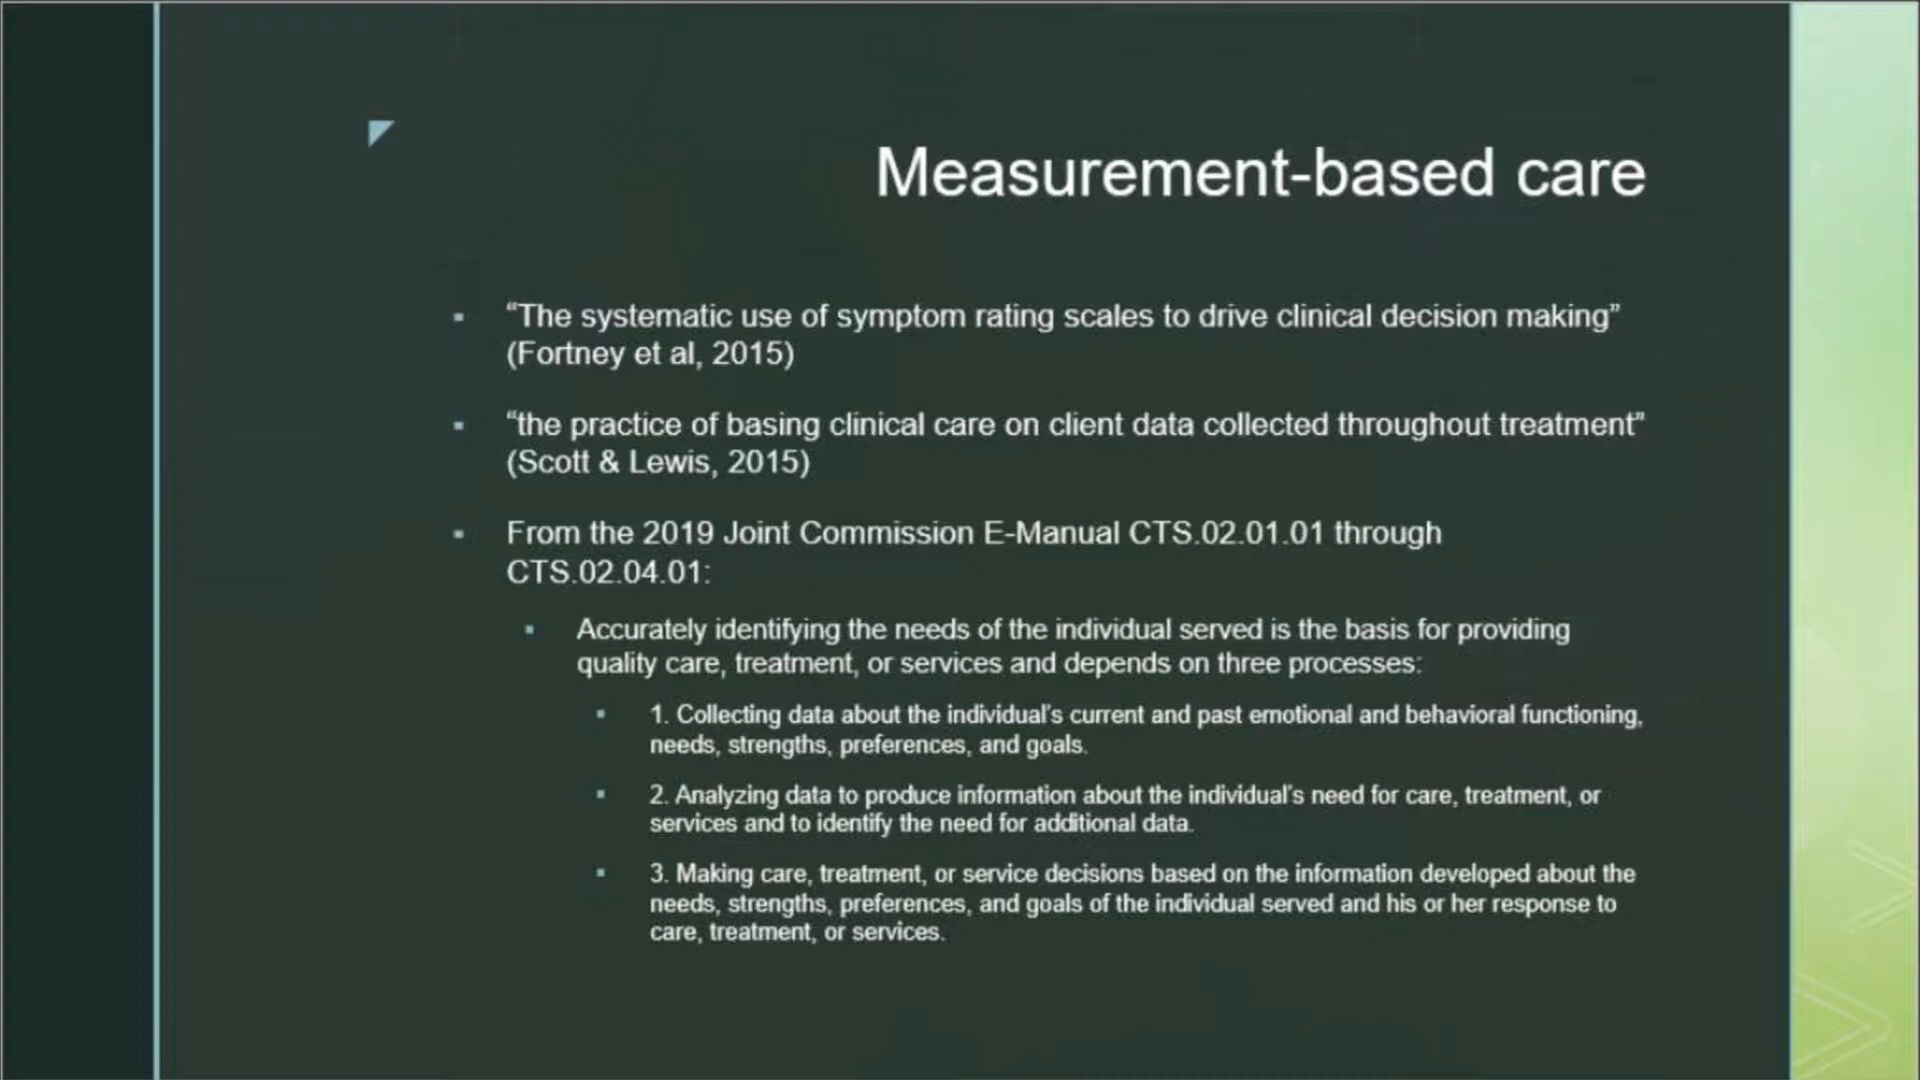 Measurement-based care
▪ “The systematic use of symptom rating scales to drive clinical decision making”
(Fortney et al, 2015)
▪ “the practice of basing clinical care on client data collected throughout treatment”
(Scott & Lewis, 2015)
▪ From the 2019 Joint Commission E-Manual CTS.02.01.01 through
CTS.02.04.01:
▪ Accurately identifying the needs of the individual served is the basis for providing
quality care, treatment, or services and depends on three processes:
▪ 1. Collecting data about the individual’s current and past emotional and behavioral functioning,
needs, strengths, preferences, and goals.
▪ 2. Analyzing data to produce information about the individual’s need for care, treatment, or
services and to identify the need for additional data.
▪ 3. Making care, treatment, or service decisions based on the information developed about the
needs, strengths, preferences, and goals of the individual served and his or her response to
care, treatment, or services.